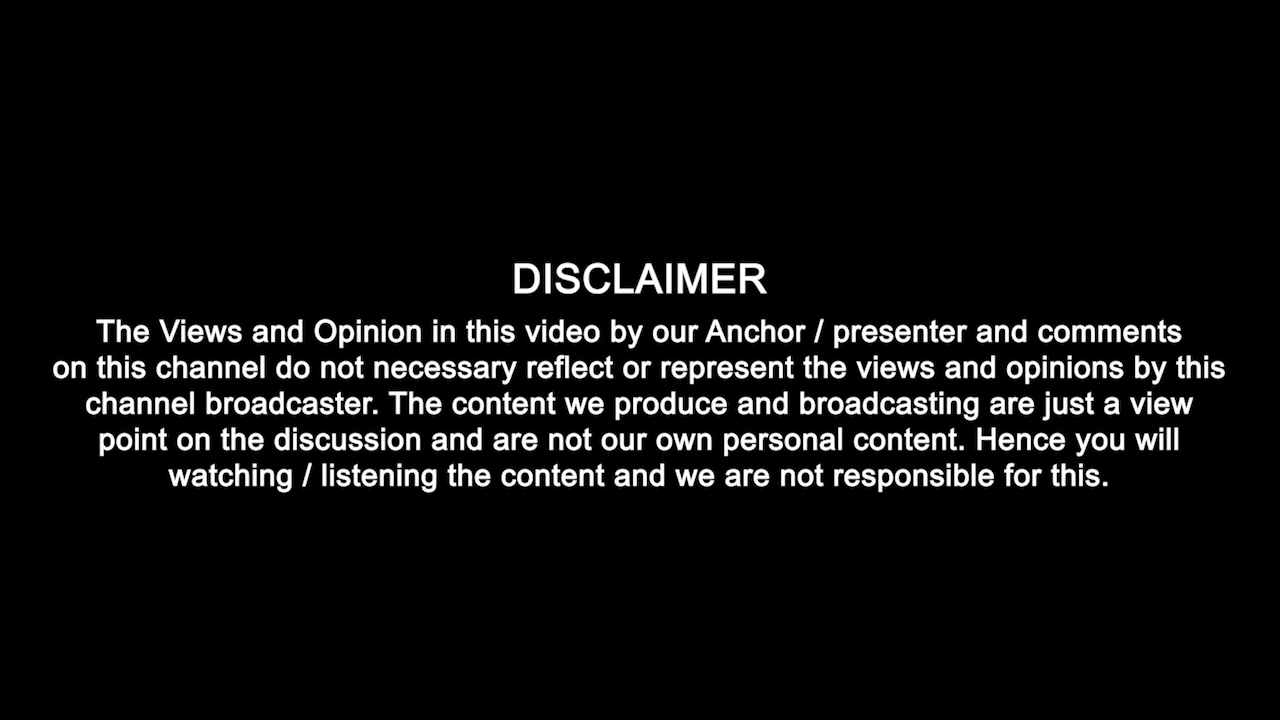 DISCLAIMER
The Views and Opinion in this video by our Anchor / presenter and comments
on this channel do not necessary reflect or represent the views and opinions by this
channel broadcaster. The content we produce and broadcasting are just a view
point on the discussion and are not our own personal content. Hence you will
watching / listening the content and we are not responsible for this.